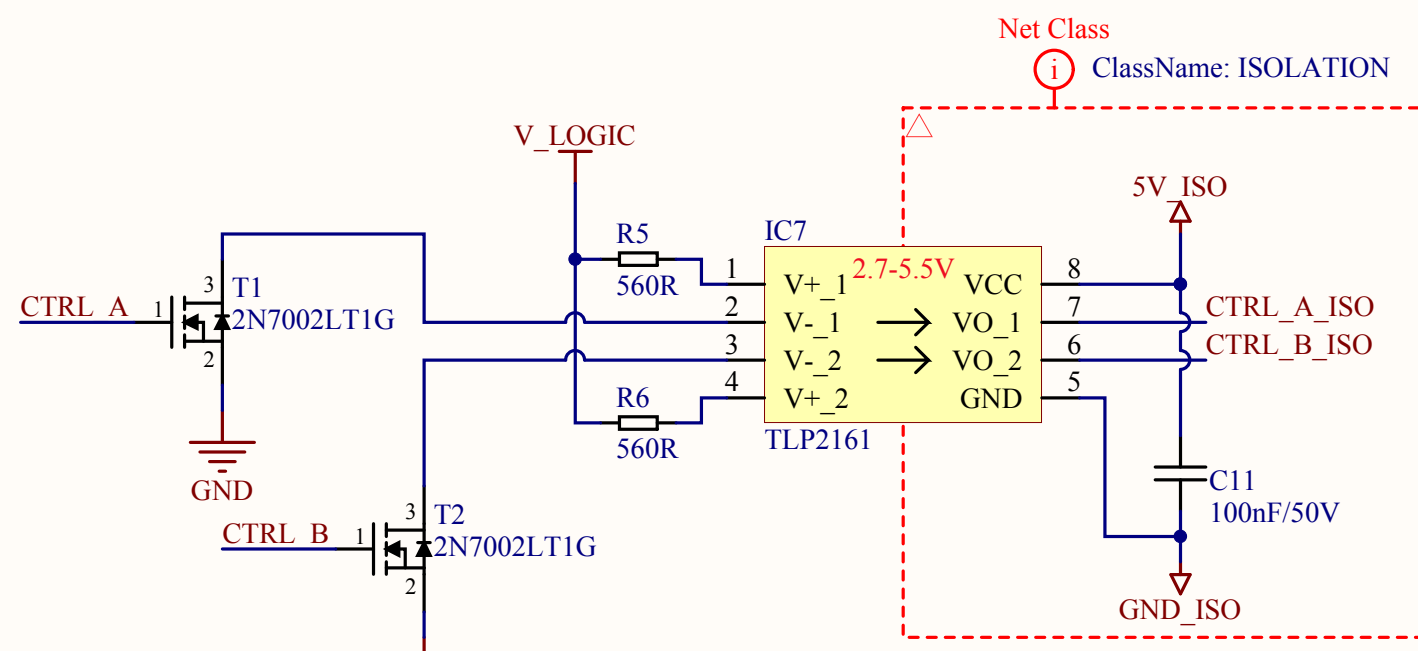 Net Class
i
ClassName: ISOLATION
V_LOGIC
5V_ISO
R5
560R
IC7
2.7-5.5V
1
V+_1
VCC
8
2
V-_1
VO_1
7
CTRL_A_ISO
3
V-_2
VO_2
6
CTRL_B_ISO
4
V+_2
GND
5
TLP2161
R6
560R
CTRL_A
1
3
2
T1
2N7002LT1G
GND
CTRL_B
1
3
2
T2
2N7002LT1G
C11
100nF/50V
GND_ISO